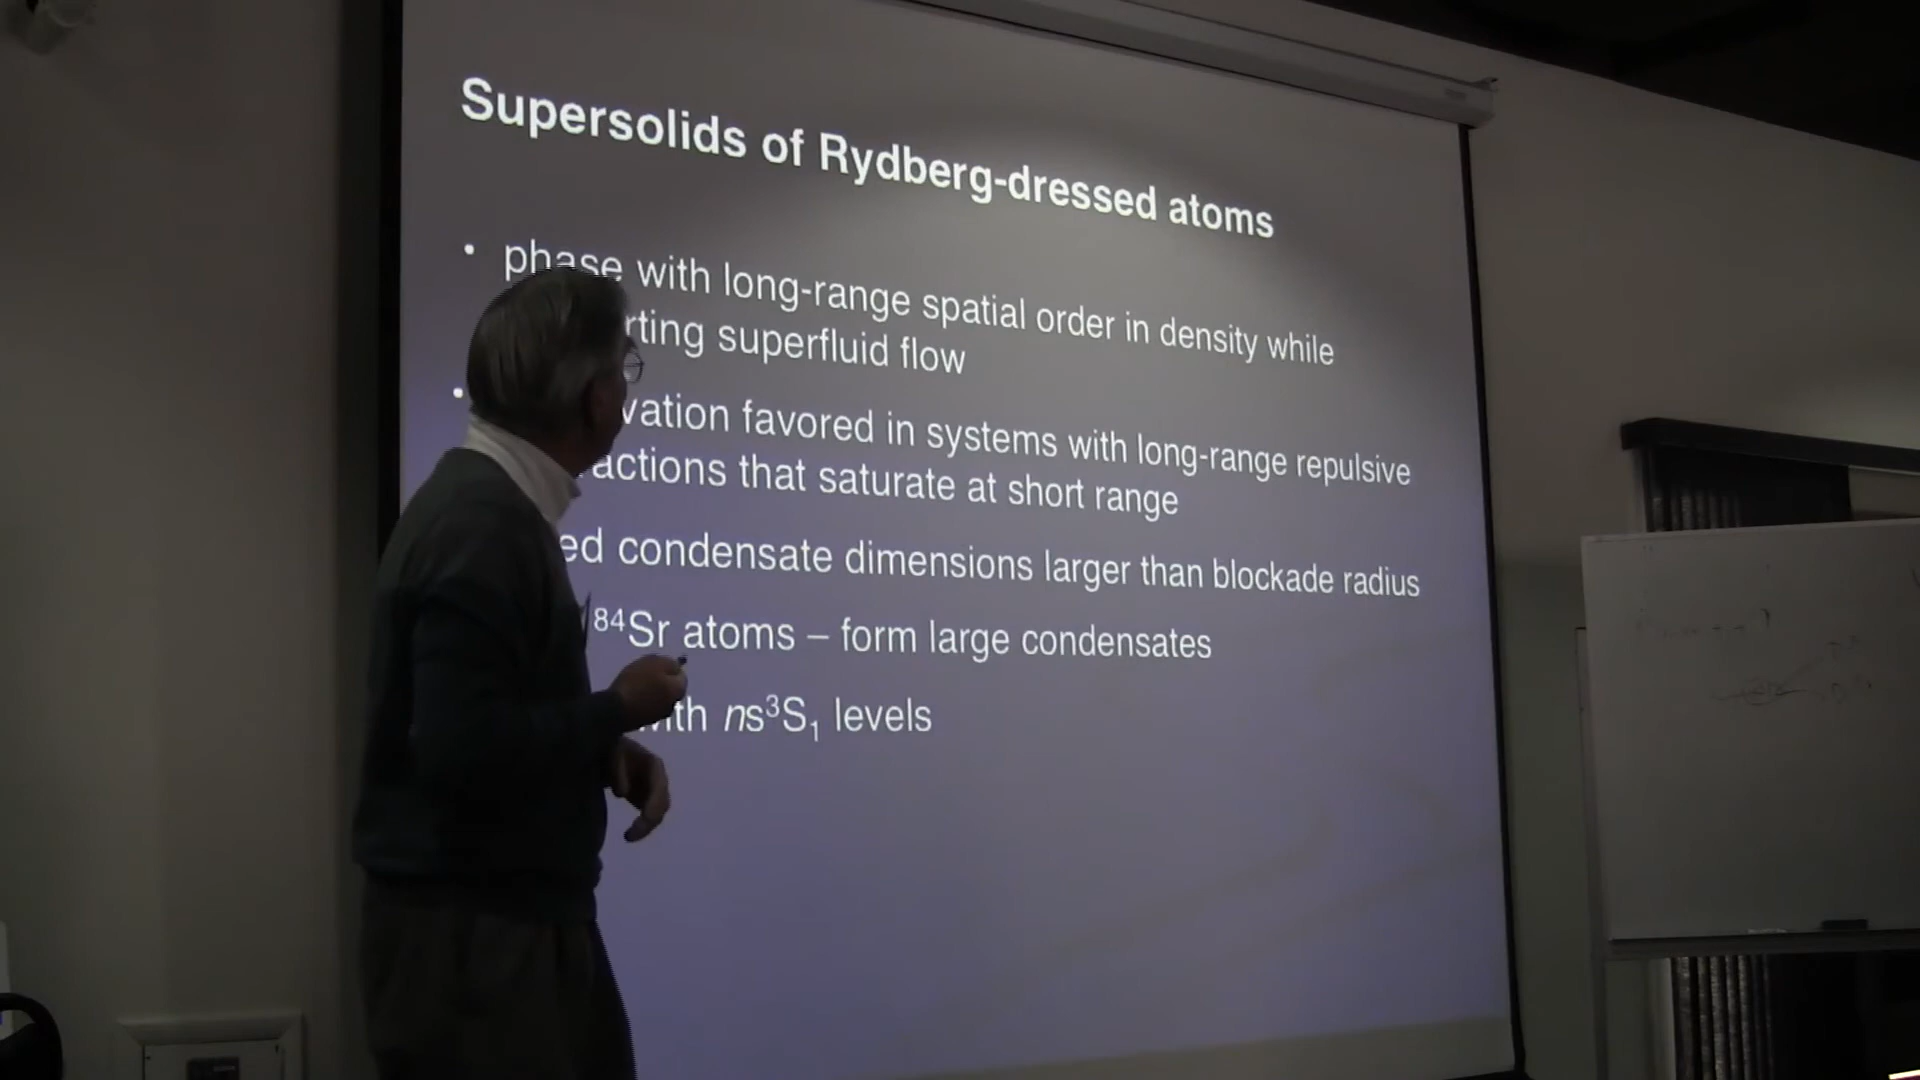 Supersolids of Rydberg-dressed atoms
• phase with long-range spatial order in density while
rting superfluid flow
• vation favored in systems with long-range repulsive
actions that saturate at short range
ed condensate dimensions larger than blockade radius
⁸⁴Sr atoms – form large condensates
ith ns³S₁ levels